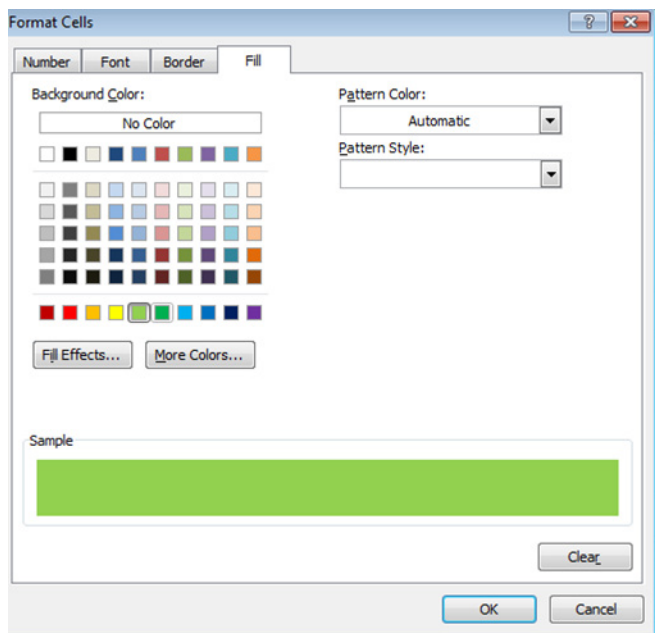 Format Cells
Number Font Border Fill
Background Color:
No Color
Pattern Color:
Automatic
Pattern Style:
Fill Effects...
More Colors...
Sample
Clear
OK
Cancel